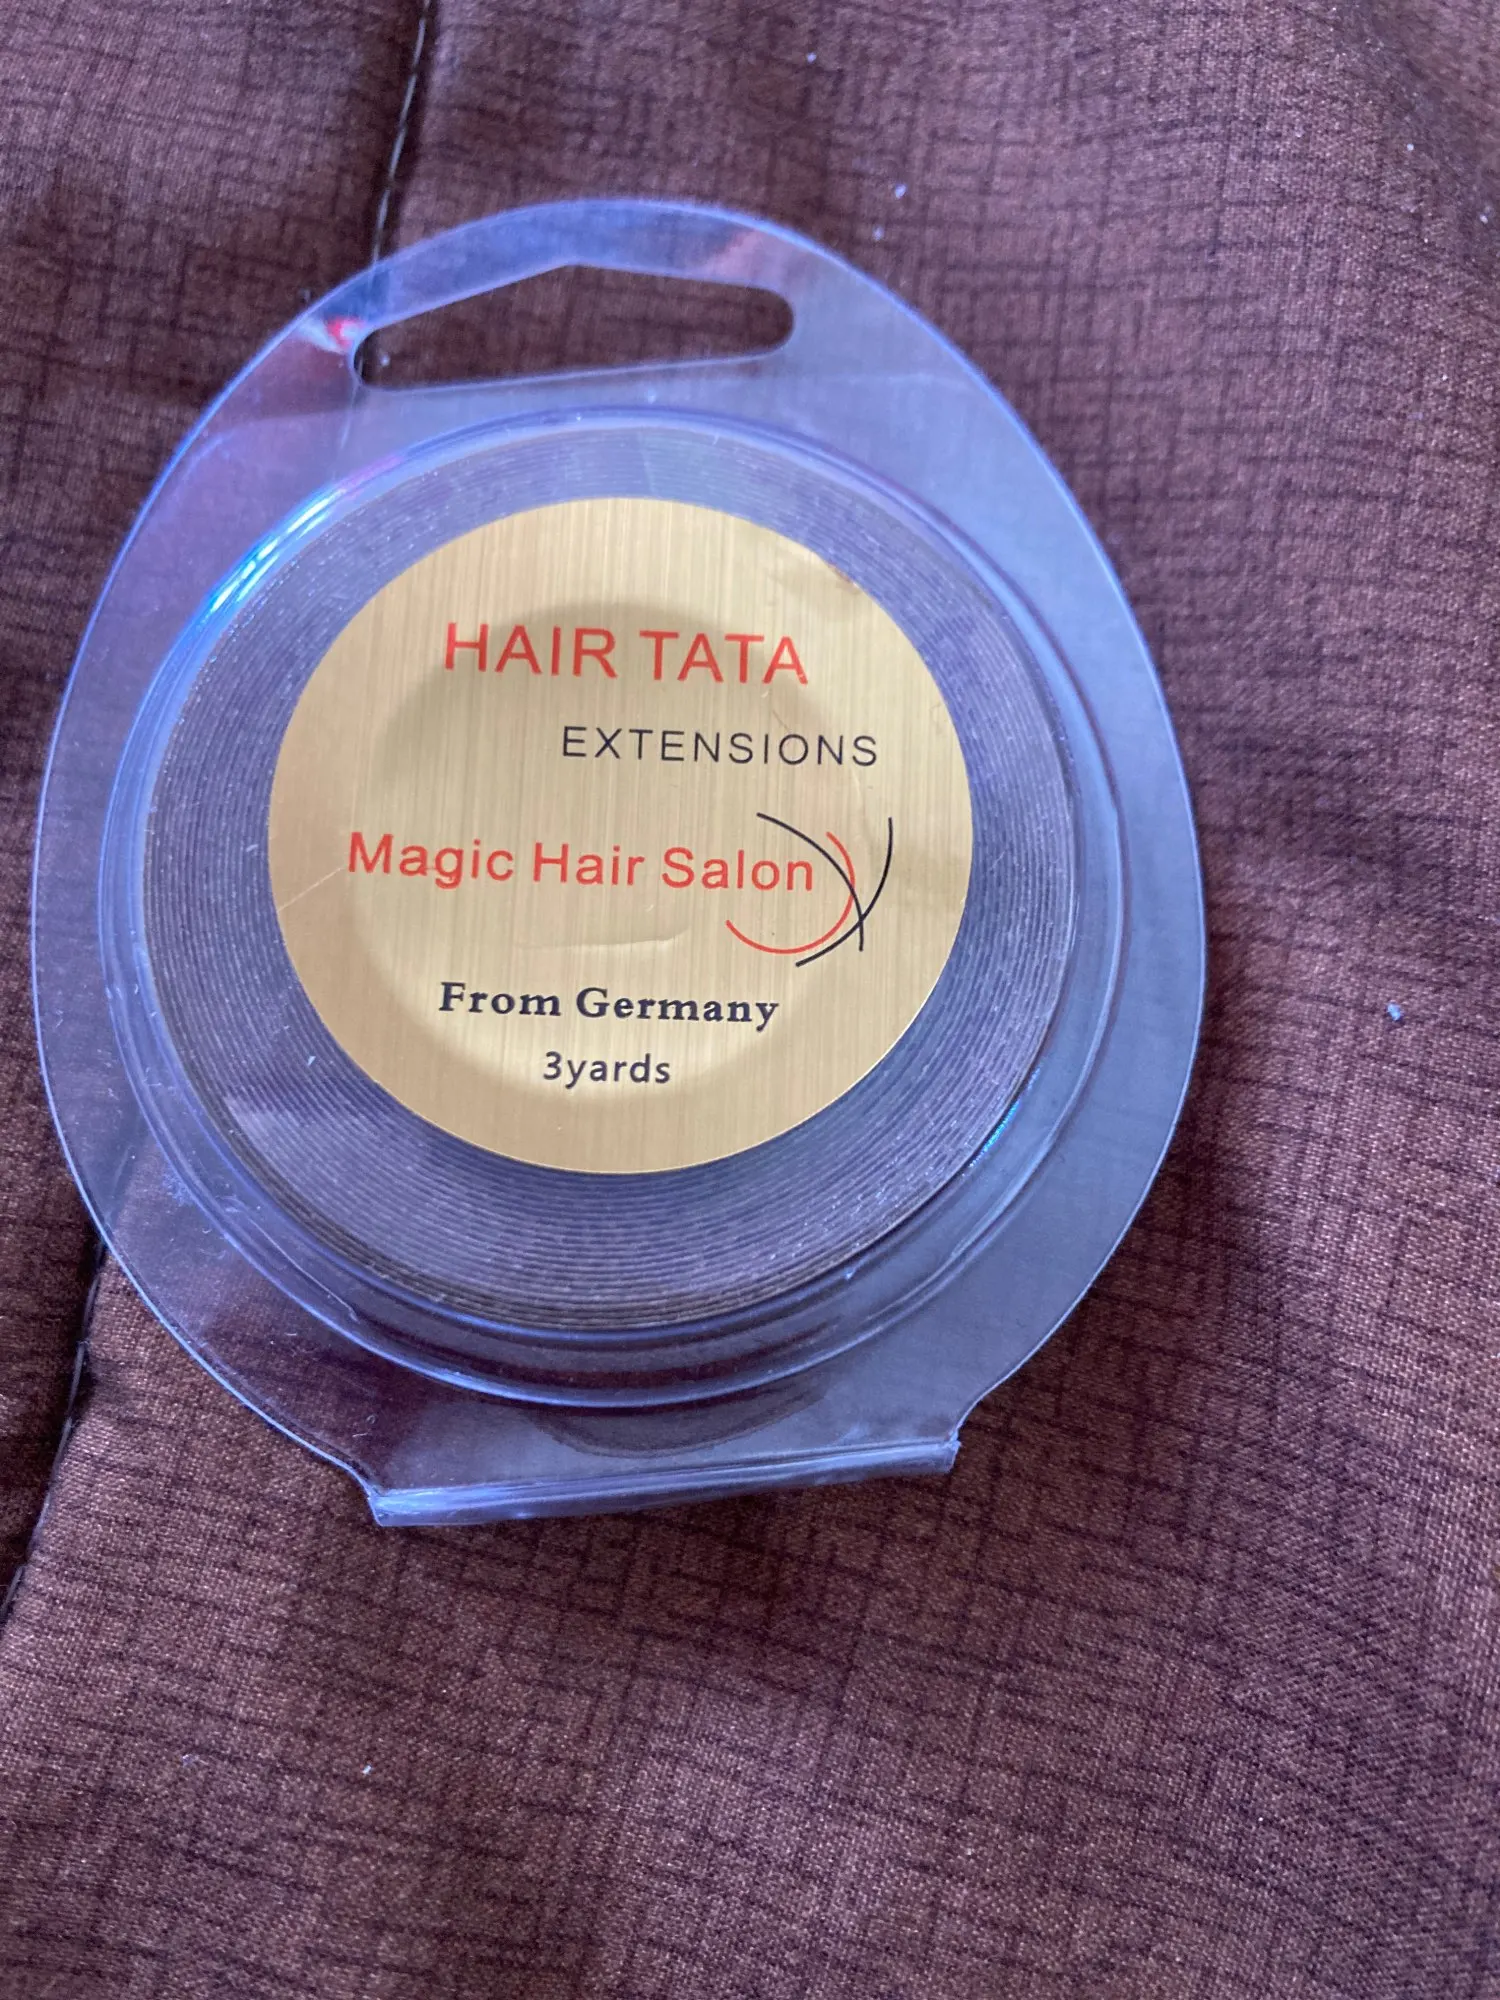 HAIR TATA
EXTENSIONS
Magic Hair Salon
From Germany
3yards